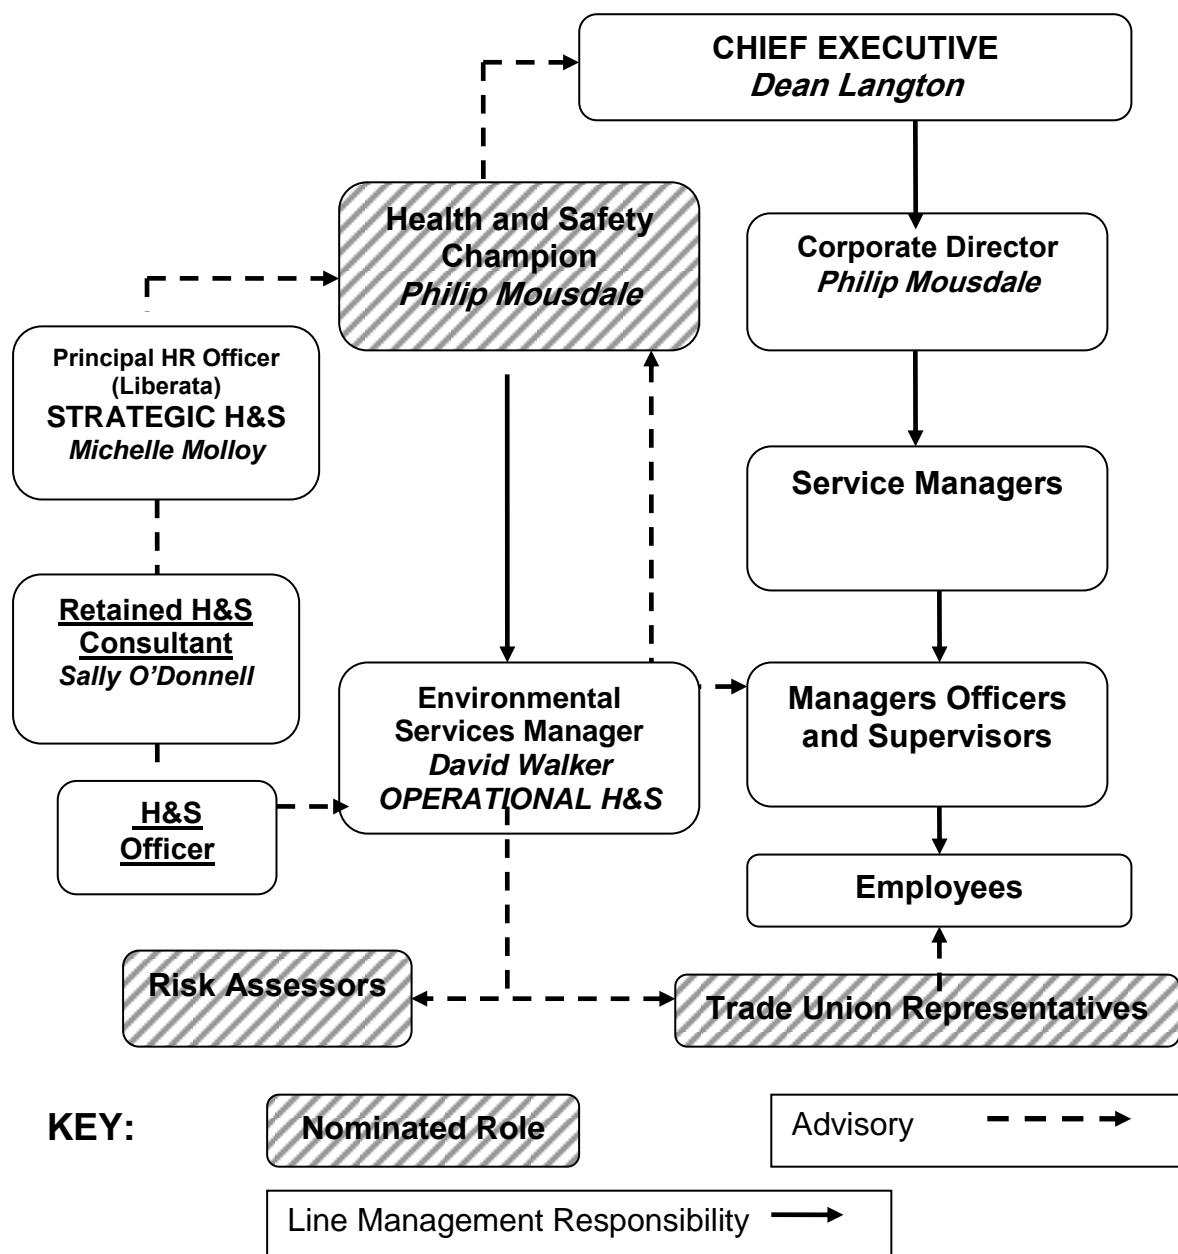 CHIEF EXECUTIVE
Dean Langton
Health and Safety
Champion
Philip Mousdale
Corporate Director
Philip Mousdale
Principal HR Officer
(Liberata)
STRATEGIC H&S
Michelle Molloy
Service Managers
Retained H&S
Consultant
Sally O’Donnell
Environmental
Services Manager
David Walker
OPERATIONAL H&S
Managers Officers
and Supervisors
H&S
Officer
Employees
Risk Assessors
Trade Union Representatives
KEY:
Nominated Role
Advisory
Line Management Responsibility